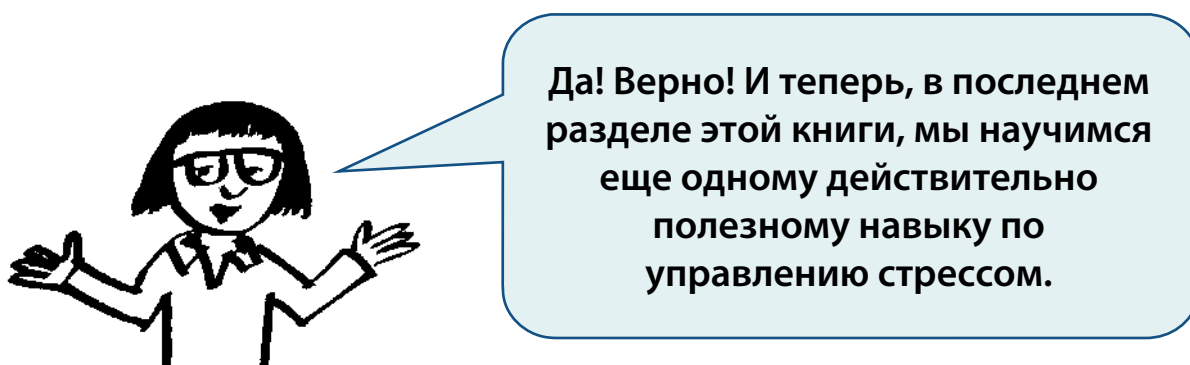 Да! Верно! И теперь, в последнем
разделе этой книги, мы научимся
еще одному действительно
полезному навыку по
управлению стрессом.